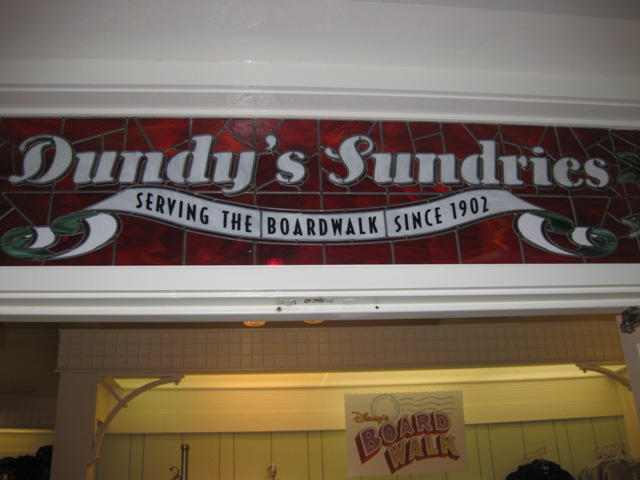 Dundy's Sundries
SERVING THE BOARDWALK SINCE 1902
Disney's
BOARD
WALK